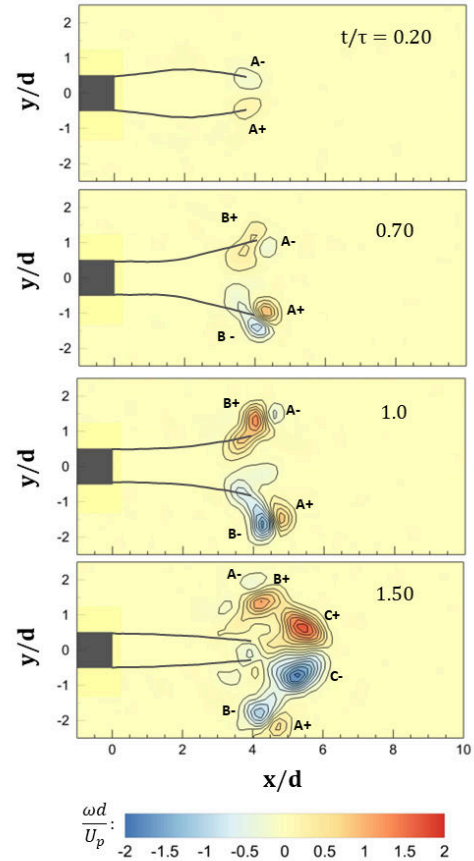 t/τ = 0.20
y/d
2
1
0
-1
-2
A-
A+
0.70
y/d
2
1
0
-1
-2
B+
A-
A+
B -
1.0
y/d
2
1
0
-1
-2
B+
A-
A+
B-
1.50
y/d
2
1
0
-1
-2
A-
B+
C+
C-
B-
A+
0 2 4 6 8 10
x/d
ωd
U_p :
-2 -1.5 -1 -0.5 0 0.5 1 1.5 2